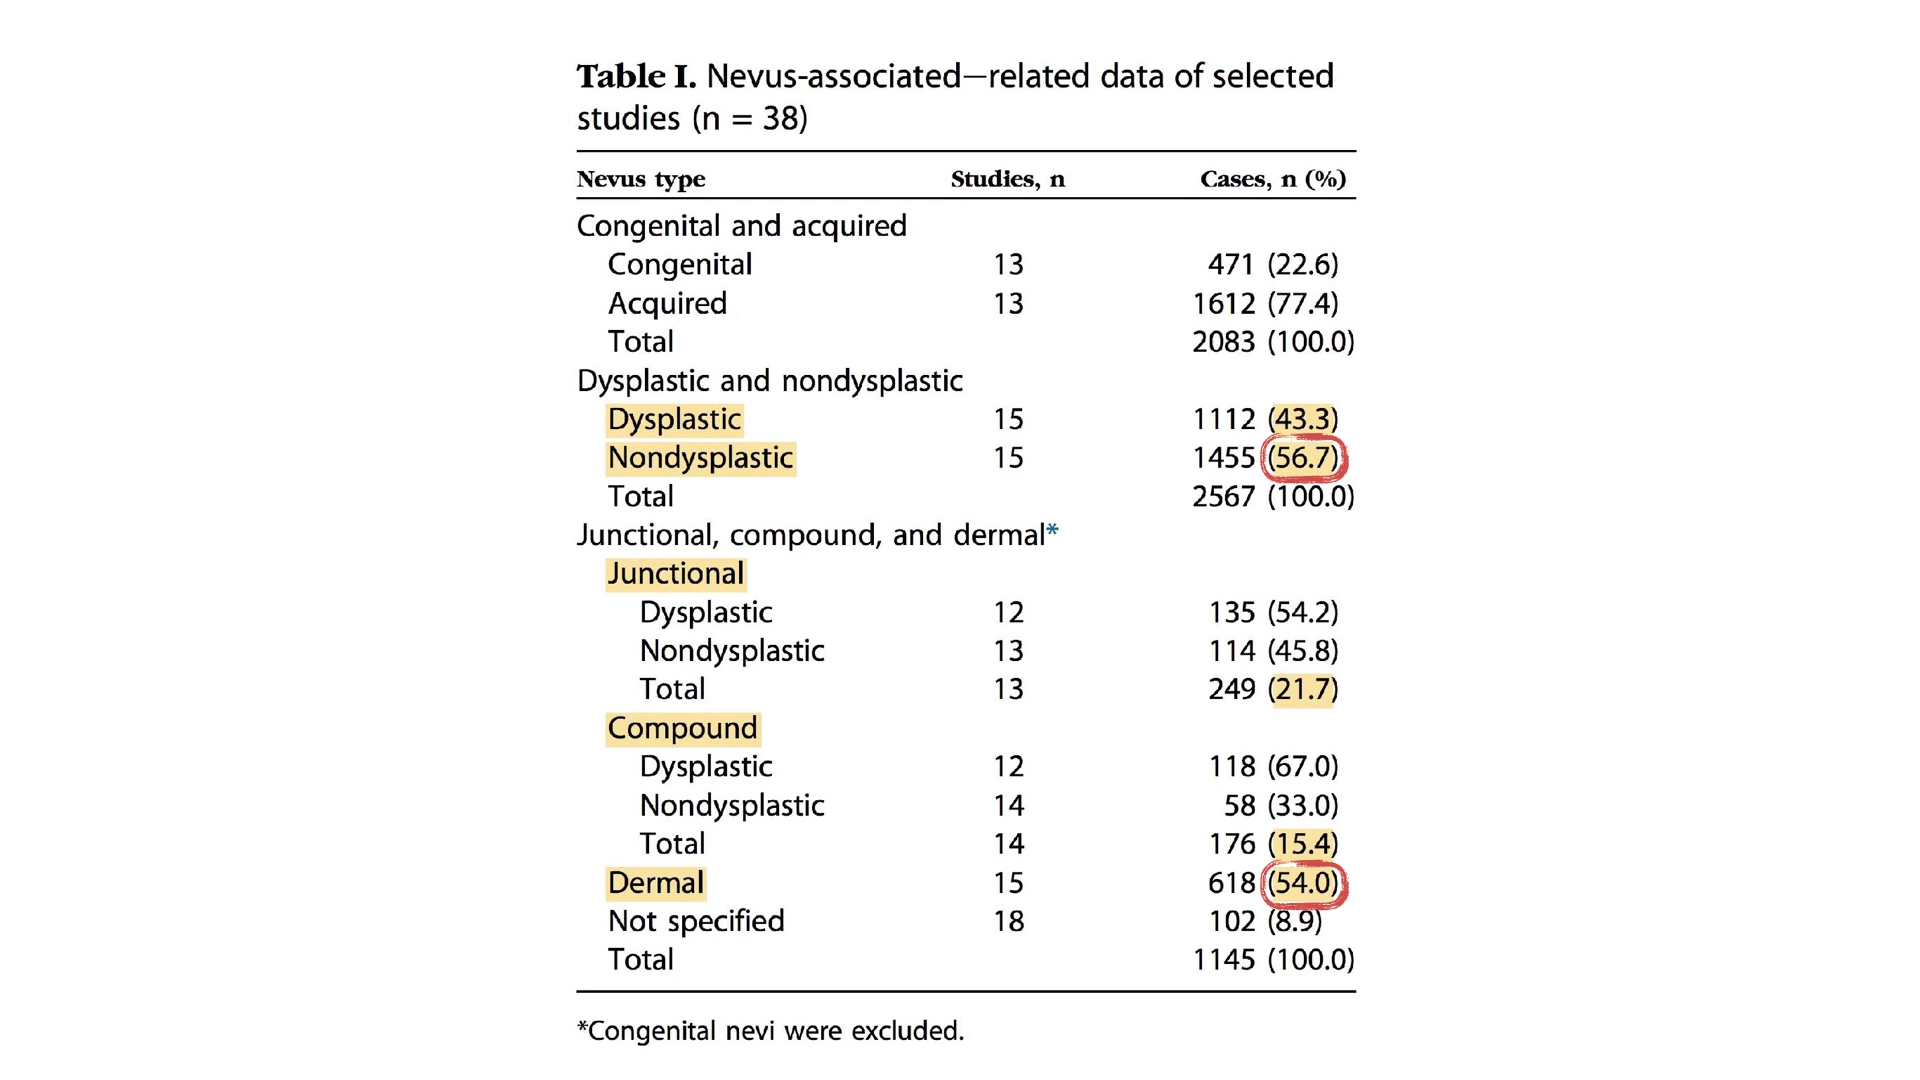 Table I. Nevus-associated—related data of selected
studies (n = 38)
Nevus type Studies, n Cases, n (%)
Congenital and acquired
Congenital 13 471 (22.6)
Acquired 13 1612 (77.4)
Total 2083 (100.0)
Dysplastic and nondysplastic
Dysplastic 15 1112 (43.3)
Nondysplastic 15 1455 (56.7)
Total 2567 (100.0)
Junctional, compound, and dermal*
Junctional
Dysplastic 12 135 (54.2)
Nondysplastic 13 114 (45.8)
Total 13 249 (21.7)
Compound
Dysplastic 12 118 (67.0)
Nondysplastic 14 58 (33.0)
Total 14 176 (15.4)
Dermal 15 618 (54.0)
Not specified 18 102 (8.9)
Total 1145 (100.0)
*Congenital nevi were excluded.